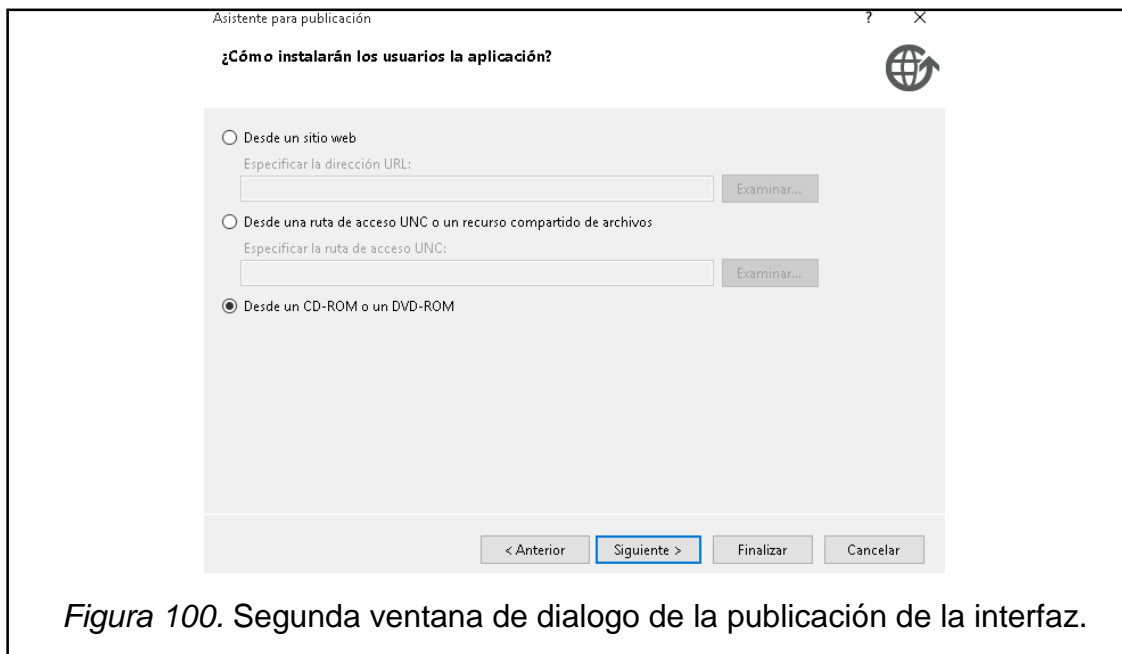 Asistente para publicación ? ×
¿Cómo instalarán los usuarios la aplicación?
Desde un sitio web
Especificar la dirección URL:
Examinar...
Desde una ruta de acceso UNC o un recurso compartido de archivos
Especificar la ruta de acceso UNC:
Examinar...
Desde un CD-ROM o un DVD-ROM
< Anterior Siguiente > Finalizar Cancelar
Figura 100. Segunda ventana de dialogo de la publicación de la interfaz.